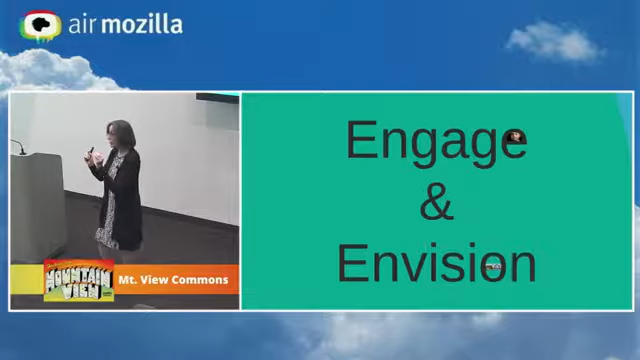 air mozilla
Engage
&
Envision
MOUNTAIN
VIEW
Mt. View Commons